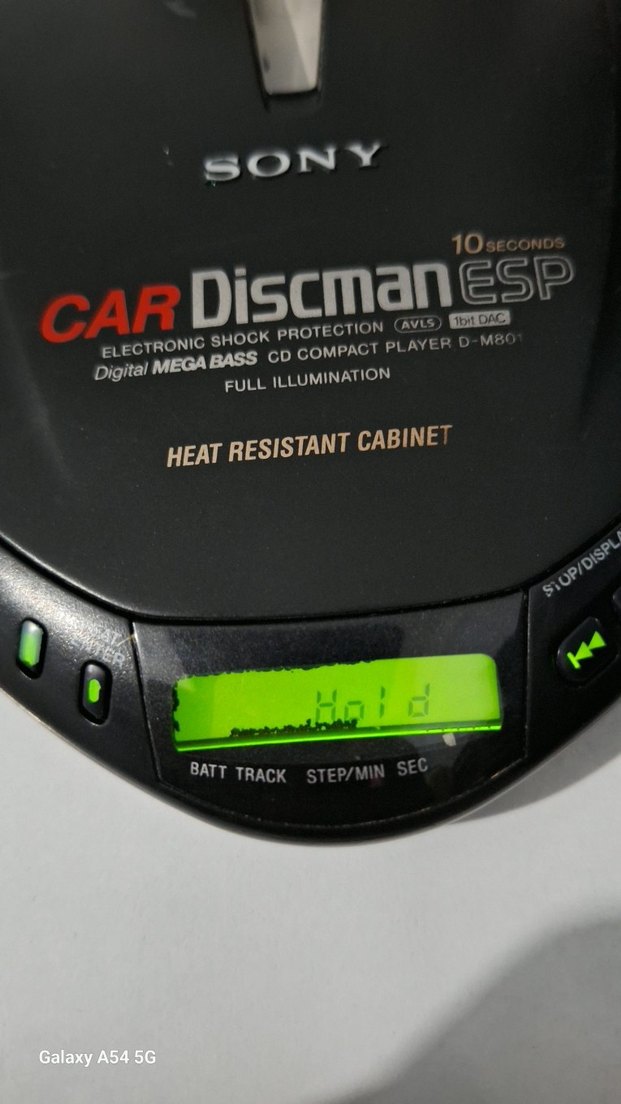 SONY
10 SECONDS
CAR Discman ESP
ELECTRONIC SHOCK PROTECTION AVLS 1bit DAC
Digital MEGA BASS CD COMPACT PLAYER D-M801
FULL ILLUMINATION
HEAT RESISTANT CABINET
STOP/DISPLA
Hold
BATT TRACK STEP/MIN SEC
Galaxy A54 5G